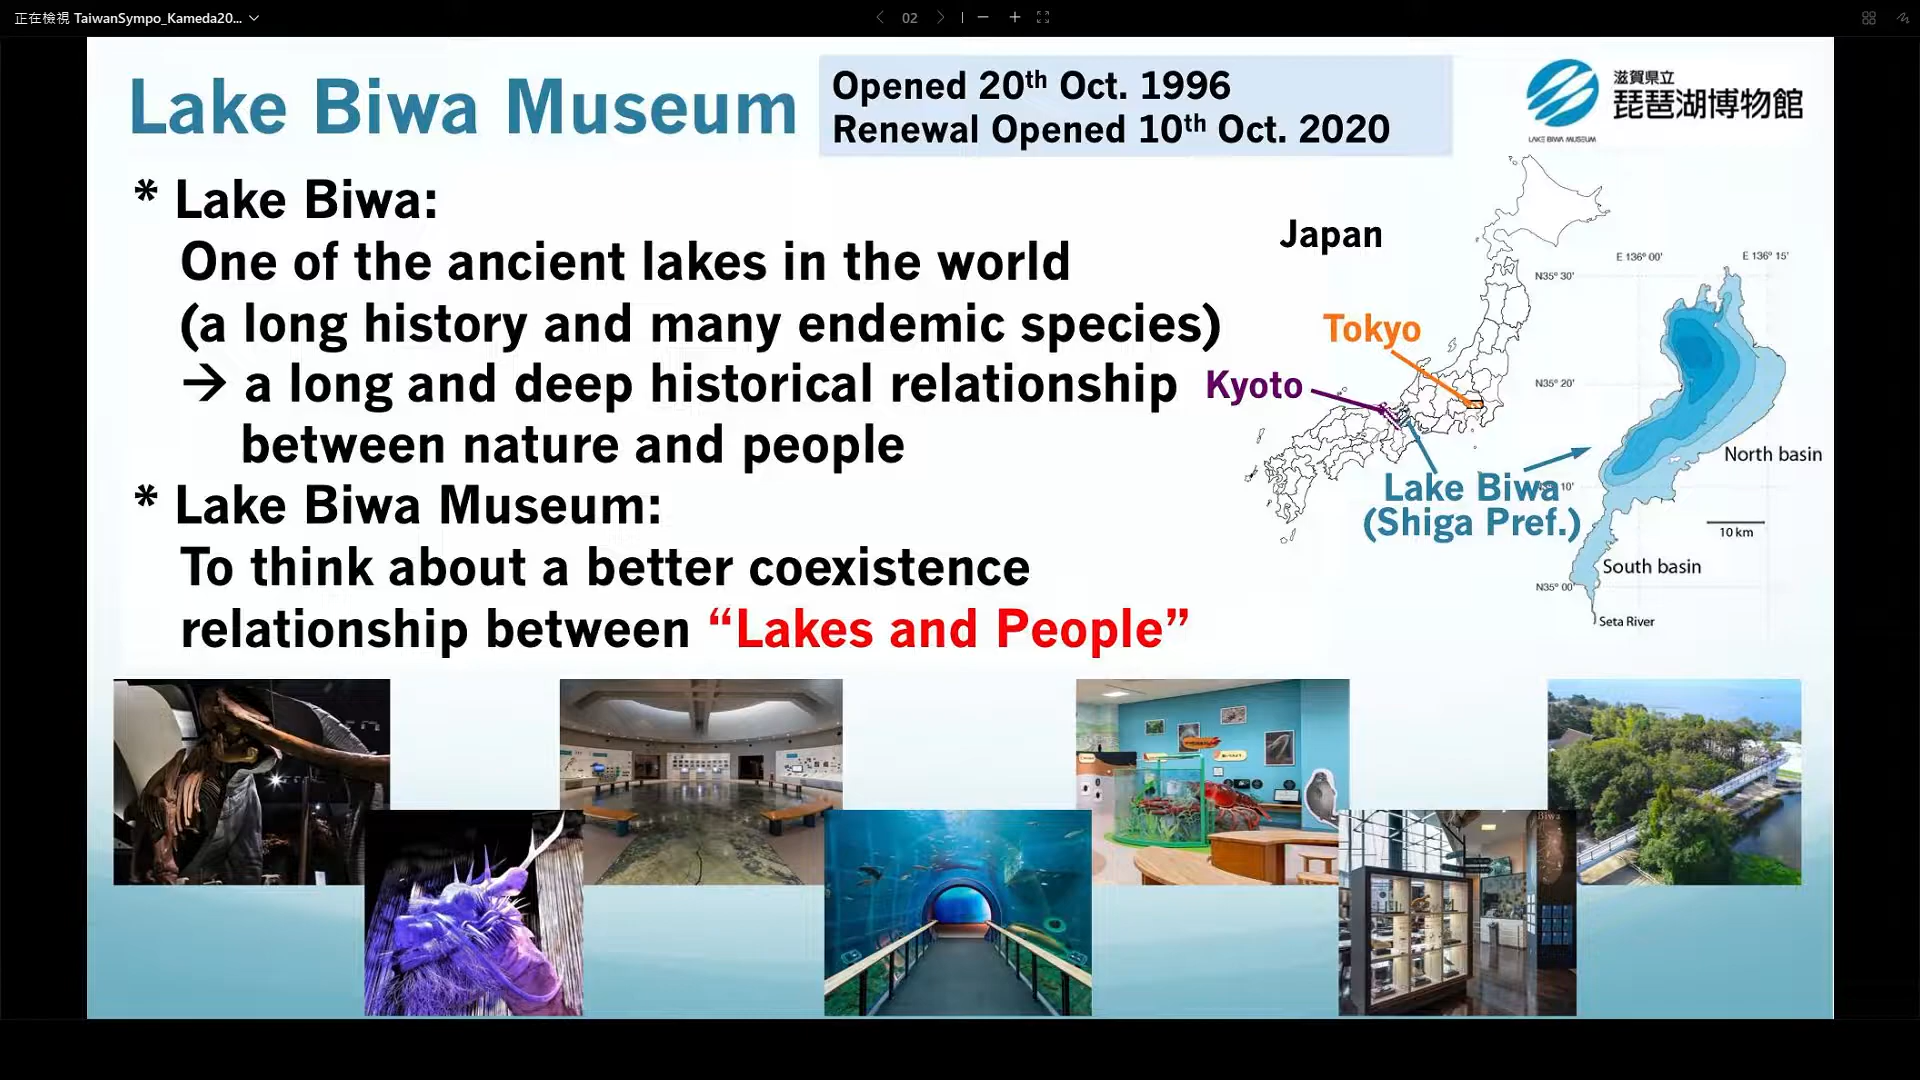 正在檢視 TaiwanSympo_Kameda20...
02
Lake Biwa Museum
Opened 20th Oct. 1996
Renewal Opened 10th Oct. 2020
滋賀県立
琵琶湖博物館
LAKE BIWA MUSEUM
* Lake Biwa:
One of the ancient lakes in the world
(a long history and many endemic species)
→ a long and deep historical relationship
between nature and people
* Lake Biwa Museum:
To think about a better coexistence
relationship between “Lakes and People”
Japan
Tokyo
Kyoto
Lake Biwa
(Shiga Pref.)
E 136° 00'
E 136° 15'
N35° 30'
N35° 20'
10'
N35° 00'
North basin
10 km
South basin
Seta River
Biwa